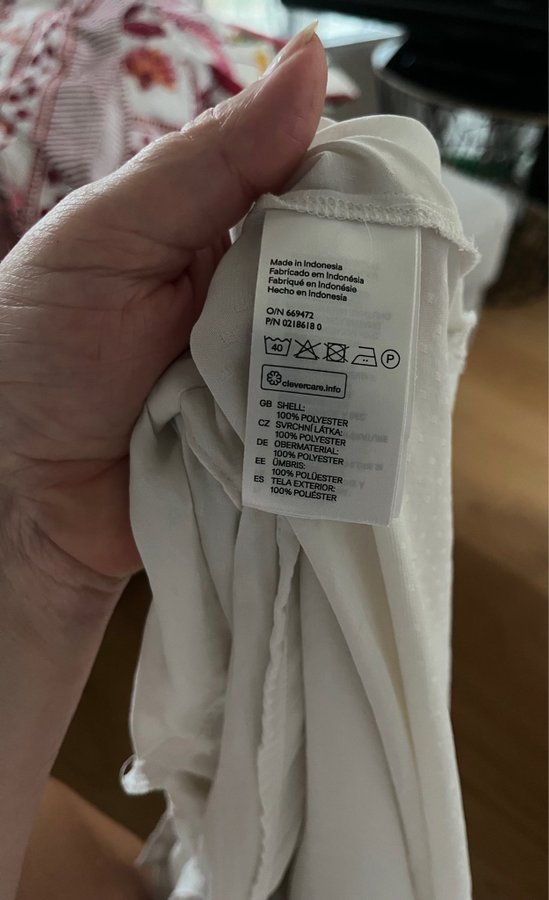 Made in Indonesia
Fabricado em Indonésia
Fabriqué en Indonésie
Hecho en Indonesia
O/N 669472
P/N 0218618 0
40 P
clevercare.info
GB SHELL:
100% POLYESTER
CZ SVRCHNÍ LÁTKA:
100% POLYESTER
DE OBERMATERIAL:
100% POLYESTER
EE ÜMBRIS:
100% POLÜESTER
ES TELA EXTERIOR:
100% POLIÉSTER